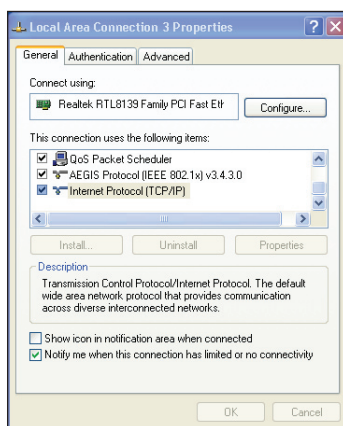 Local Area Connection 3 Properties
General Authentication Advanced
Connect using:
Realtek RTL8139 Family PCI Fast Eth
Configure...
This connection uses the following items:
QoS Packet Scheduler
AEGIS Protocol (IEEE 802.1x) v3.4.3.0
Internet Protocol (TCP/IP)
Install... Uninstall Properties
Description
Transmission Control Protocol/Internet Protocol. The default
wide area network protocol that provides communication
across diverse interconnected networks.
Show icon in notification area when connected
Notify me when this connection has limited or no connectivity
OK Cancel